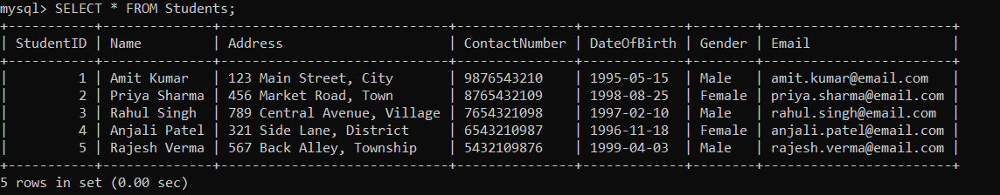 mysql> SELECT * FROM Students;
+-----------+--------------+-----------------------------+---------------+-------------+--------+------------------------+
| StudentID | Name         | Address                     | ContactNumber | DateOfBirth | Gender | Email                  |
+-----------+--------------+-----------------------------+---------------+-------------+--------+------------------------+
|         1 | Amit Kumar   | 123 Main Street, City       | 9876543210    | 1995-05-15  | Male   | amit.kumar@email.com   |
|         2 | Priya Sharma | 456 Market Road, Town       | 8765432109    | 1998-08-25  | Female | priya.sharma@email.com |
|         3 | Rahul Singh  | 789 Central Avenue, Village | 7654321098    | 1997-02-10  | Male   | rahul.singh@email.com  |
|         4 | Anjali Patel | 321 Side Lane, District     | 6543210987    | 1996-11-18  | Female | anjali.patel@email.com |
|         5 | Rajesh Verma | 567 Back Alley, Township    | 5432109876    | 1999-04-03  | Male   | rajesh.verma@email.com |
+-----------+--------------+-----------------------------+---------------+-------------+--------+------------------------+
5 rows in set (0.00 sec)